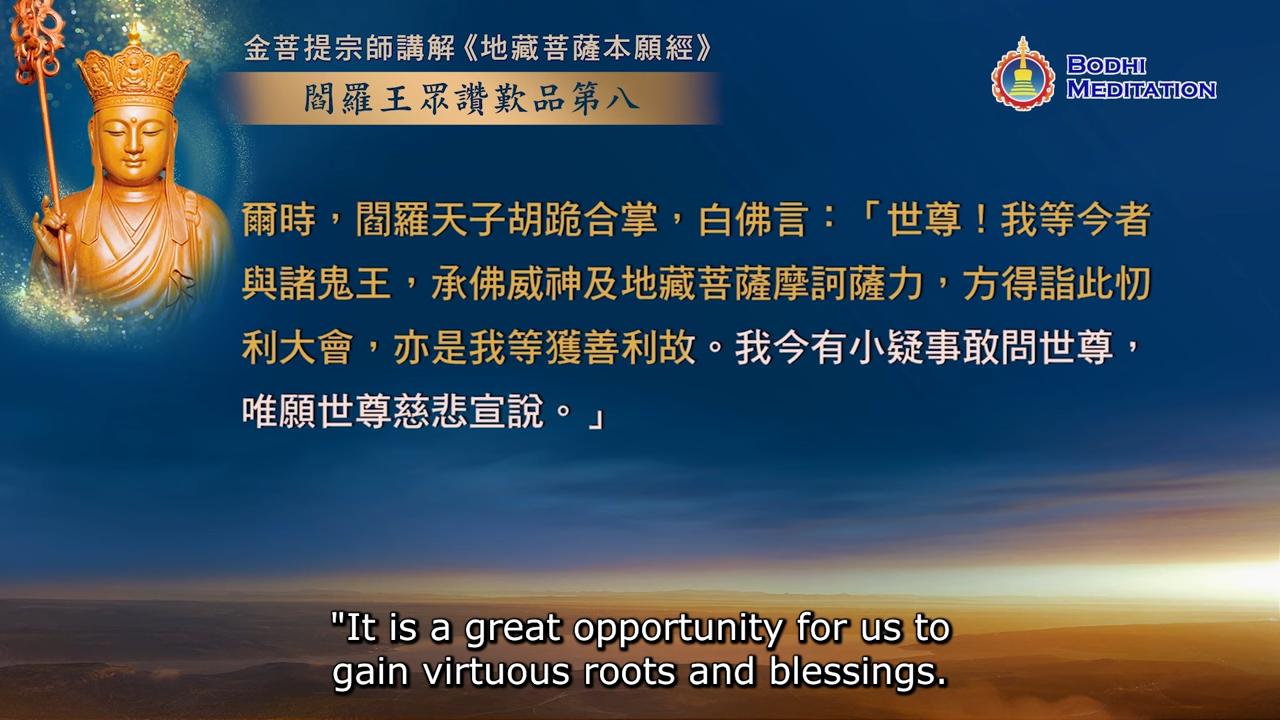 金菩提宗師講解《地藏菩薩本願經》
閻羅王眾讚歎品第八
BODHI
MEDITATION
爾時，閻羅天子胡跪合掌，白佛言：「世尊！我等今者
與諸鬼王，承佛威神及地藏菩薩摩訶薩力，方得詣此忉
利大會，亦是我等獲善利故。我今有小疑事敢問世尊，
唯願世尊慈悲宣說。」
"It is a great opportunity for us to
gain virtuous roots and blessings.